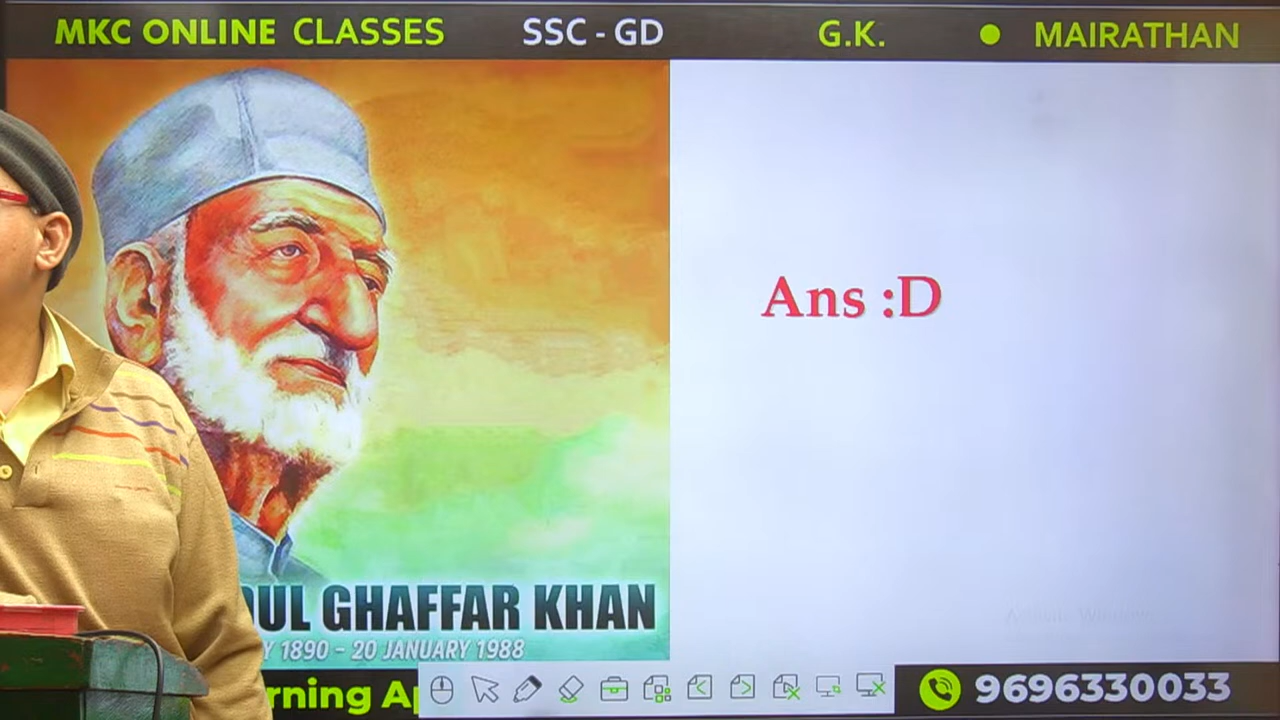 MKC ONLINE CLASSES SSC - GD G.K. MAIRATHAN
Ans :D
DUL GHAFFAR KHAN
Y 1890 - 20 JANUARY 1988
rning Ap
9696330033